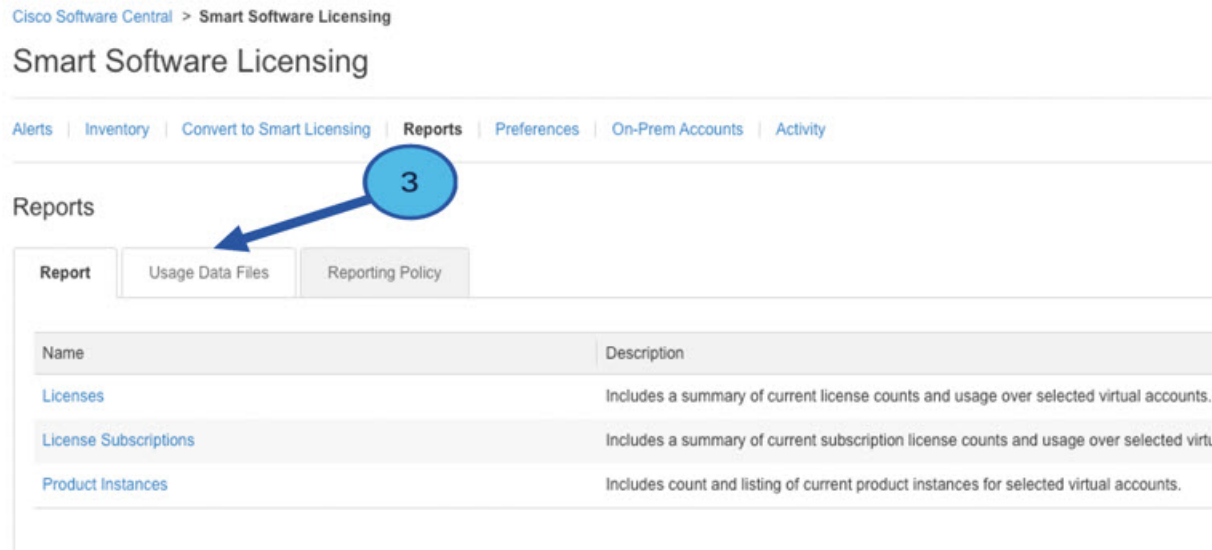 Cisco Software Central > Smart Software Licensing
Smart Software Licensing
Alerts | Inventory | Convert to Smart Licensing | Reports | Preferences | On-Prem Accounts | Activity
3
Reports
Report Usage Data Files Reporting Policy
Name Description
Licenses Includes a summary of current license counts and usage over selected virtual accounts.
License Subscriptions Includes a summary of current subscription license counts and usage over selected
Product Instances Includes count and listing of current product instances for selected virtual accounts.